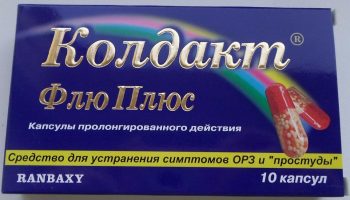 Колдакт®
Флю Плюс
Капсулы пролонгированного действия
Средство для устранения симптомов ОРЗ и "простуды"
RANBAXY 10 капсул